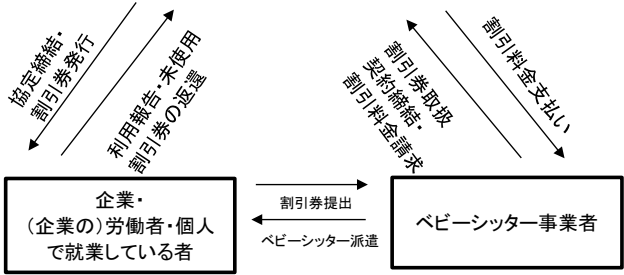 協定締結・
割引券発行
利用報告・未使用
割引券の返還
割引券取扱
契約締結・
割引料金請求
割引料金支払い
企業・
（企業の）労働者・個人
で就業している者
割引券提出
ベビーシッター派遣
ベビーシッター事業者